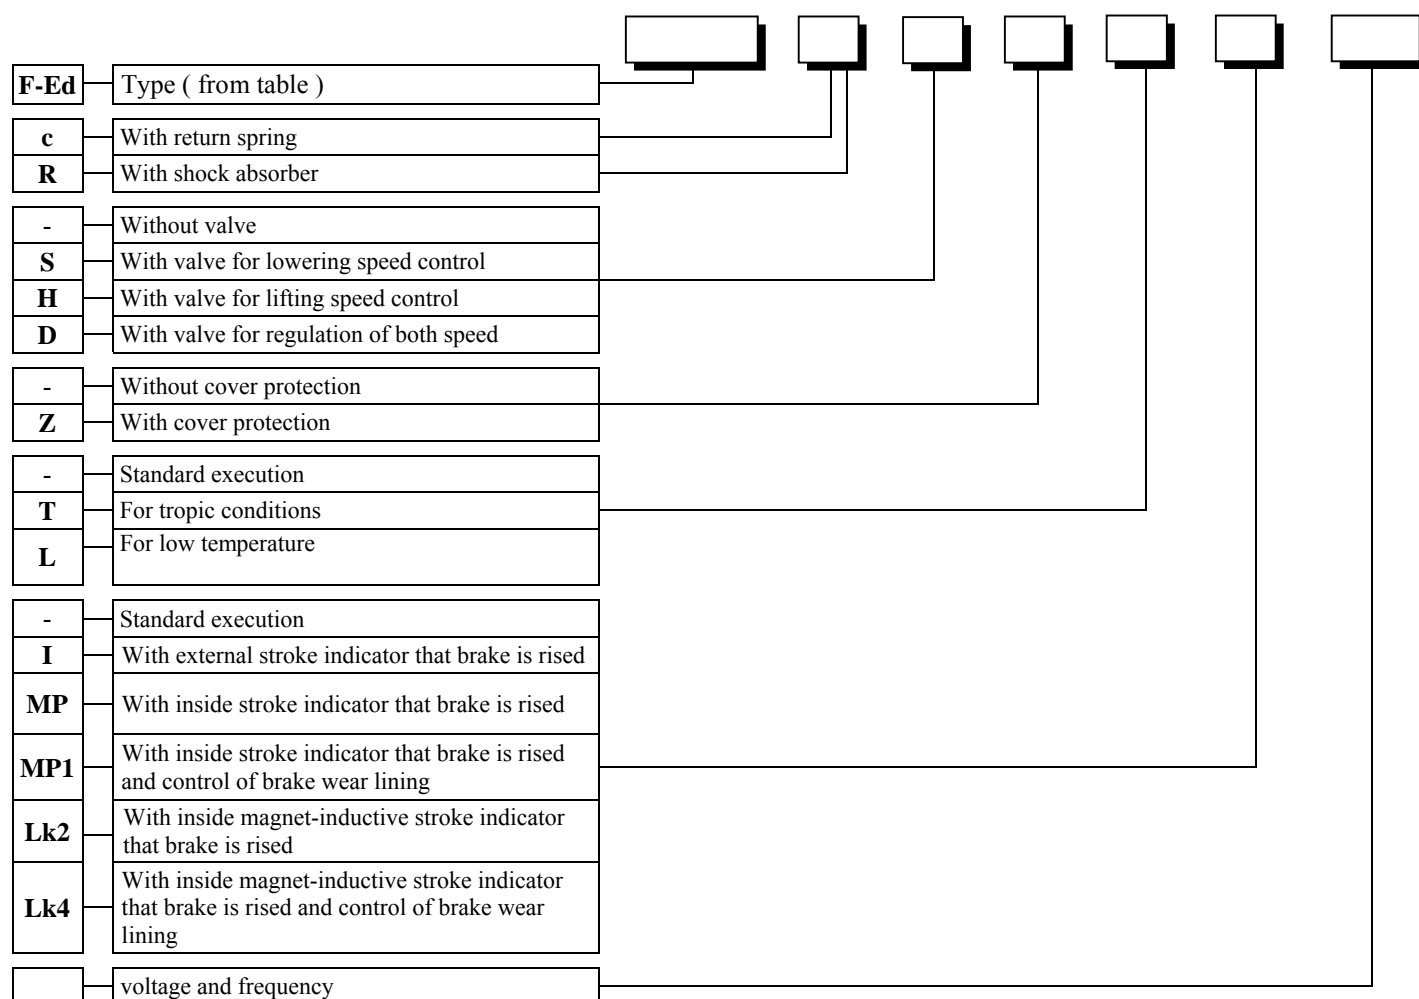 F-Ed Type ( from table )
c With return spring
R With shock absorber
- Without valve
S With valve for lowering speed control
H With valve for lifting speed control
D With valve for regulation of both speed
- Without cover protection
Z With cover protection
- Standard execution
T For tropic conditions
L For low temperature
- Standard execution
I With external stroke indicator that brake is rised
MP With inside stroke indicator that brake is rised
MP1 With inside stroke indicator that brake is rised
and control of brake wear lining
Lk2 With inside magnet-inductive stroke indicator
that brake is rised
Lk4 With inside magnet-inductive stroke indicator
that brake is rised and control of brake wear
lining
voltage and frequency